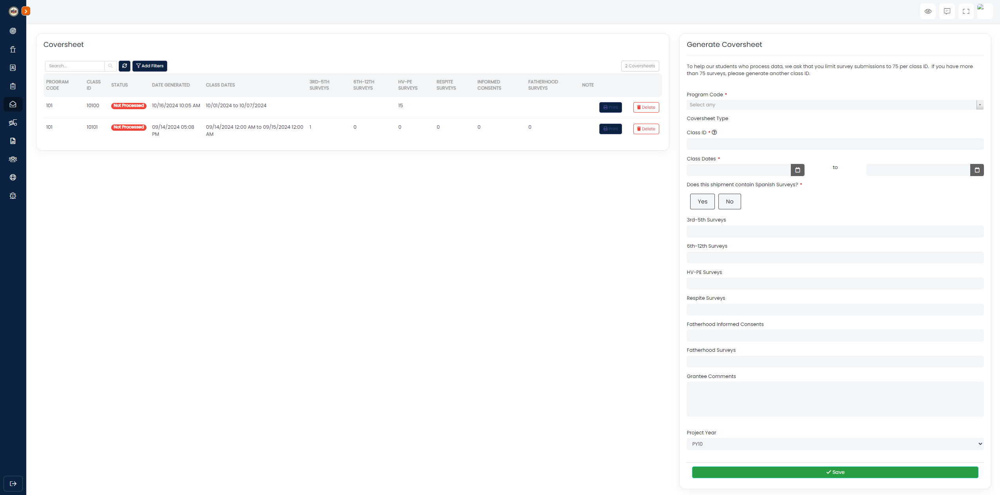 Coversheet
Search...
Add Filters
2 Coversheets
PROGRAM CODE CLASS ID STATUS DATE GENERATED CLASS DATES 3RD-5TH SURVEYS 6TH-12TH SURVEYS HV-PE SURVEYS RESPITE SURVEYS INFORMED CONSENTS FATHERHOOD SURVEYS NOTE
101 10100 Not Processed 10/16/2024 10:05 AM 10/01/2024 to 10/07/2024 15 Print Delete
101 10101 Not Processed 09/14/2024 05:08 PM 09/14/2024 12:00 AM to 09/15/2024 12:00 AM 1 0 0 0 0 0 Print Delete
Generate Coversheet
To help our students who process data, we ask that you limit survey submissions to 75 per class ID. If you have more
than 75 surveys, please generate another class ID.
Program Code *
Select any
Coversheet Type
Class ID *
Class Dates *
to
Does this shipment contain Spanish Surveys? *
Yes No
3rd-5th Surveys
6th-12th Surveys
HV-PE Surveys
Respite Surveys
Fatherhood Informed Consents
Fatherhood Surveys
Grantee Comments
Project Year
PY10
Save